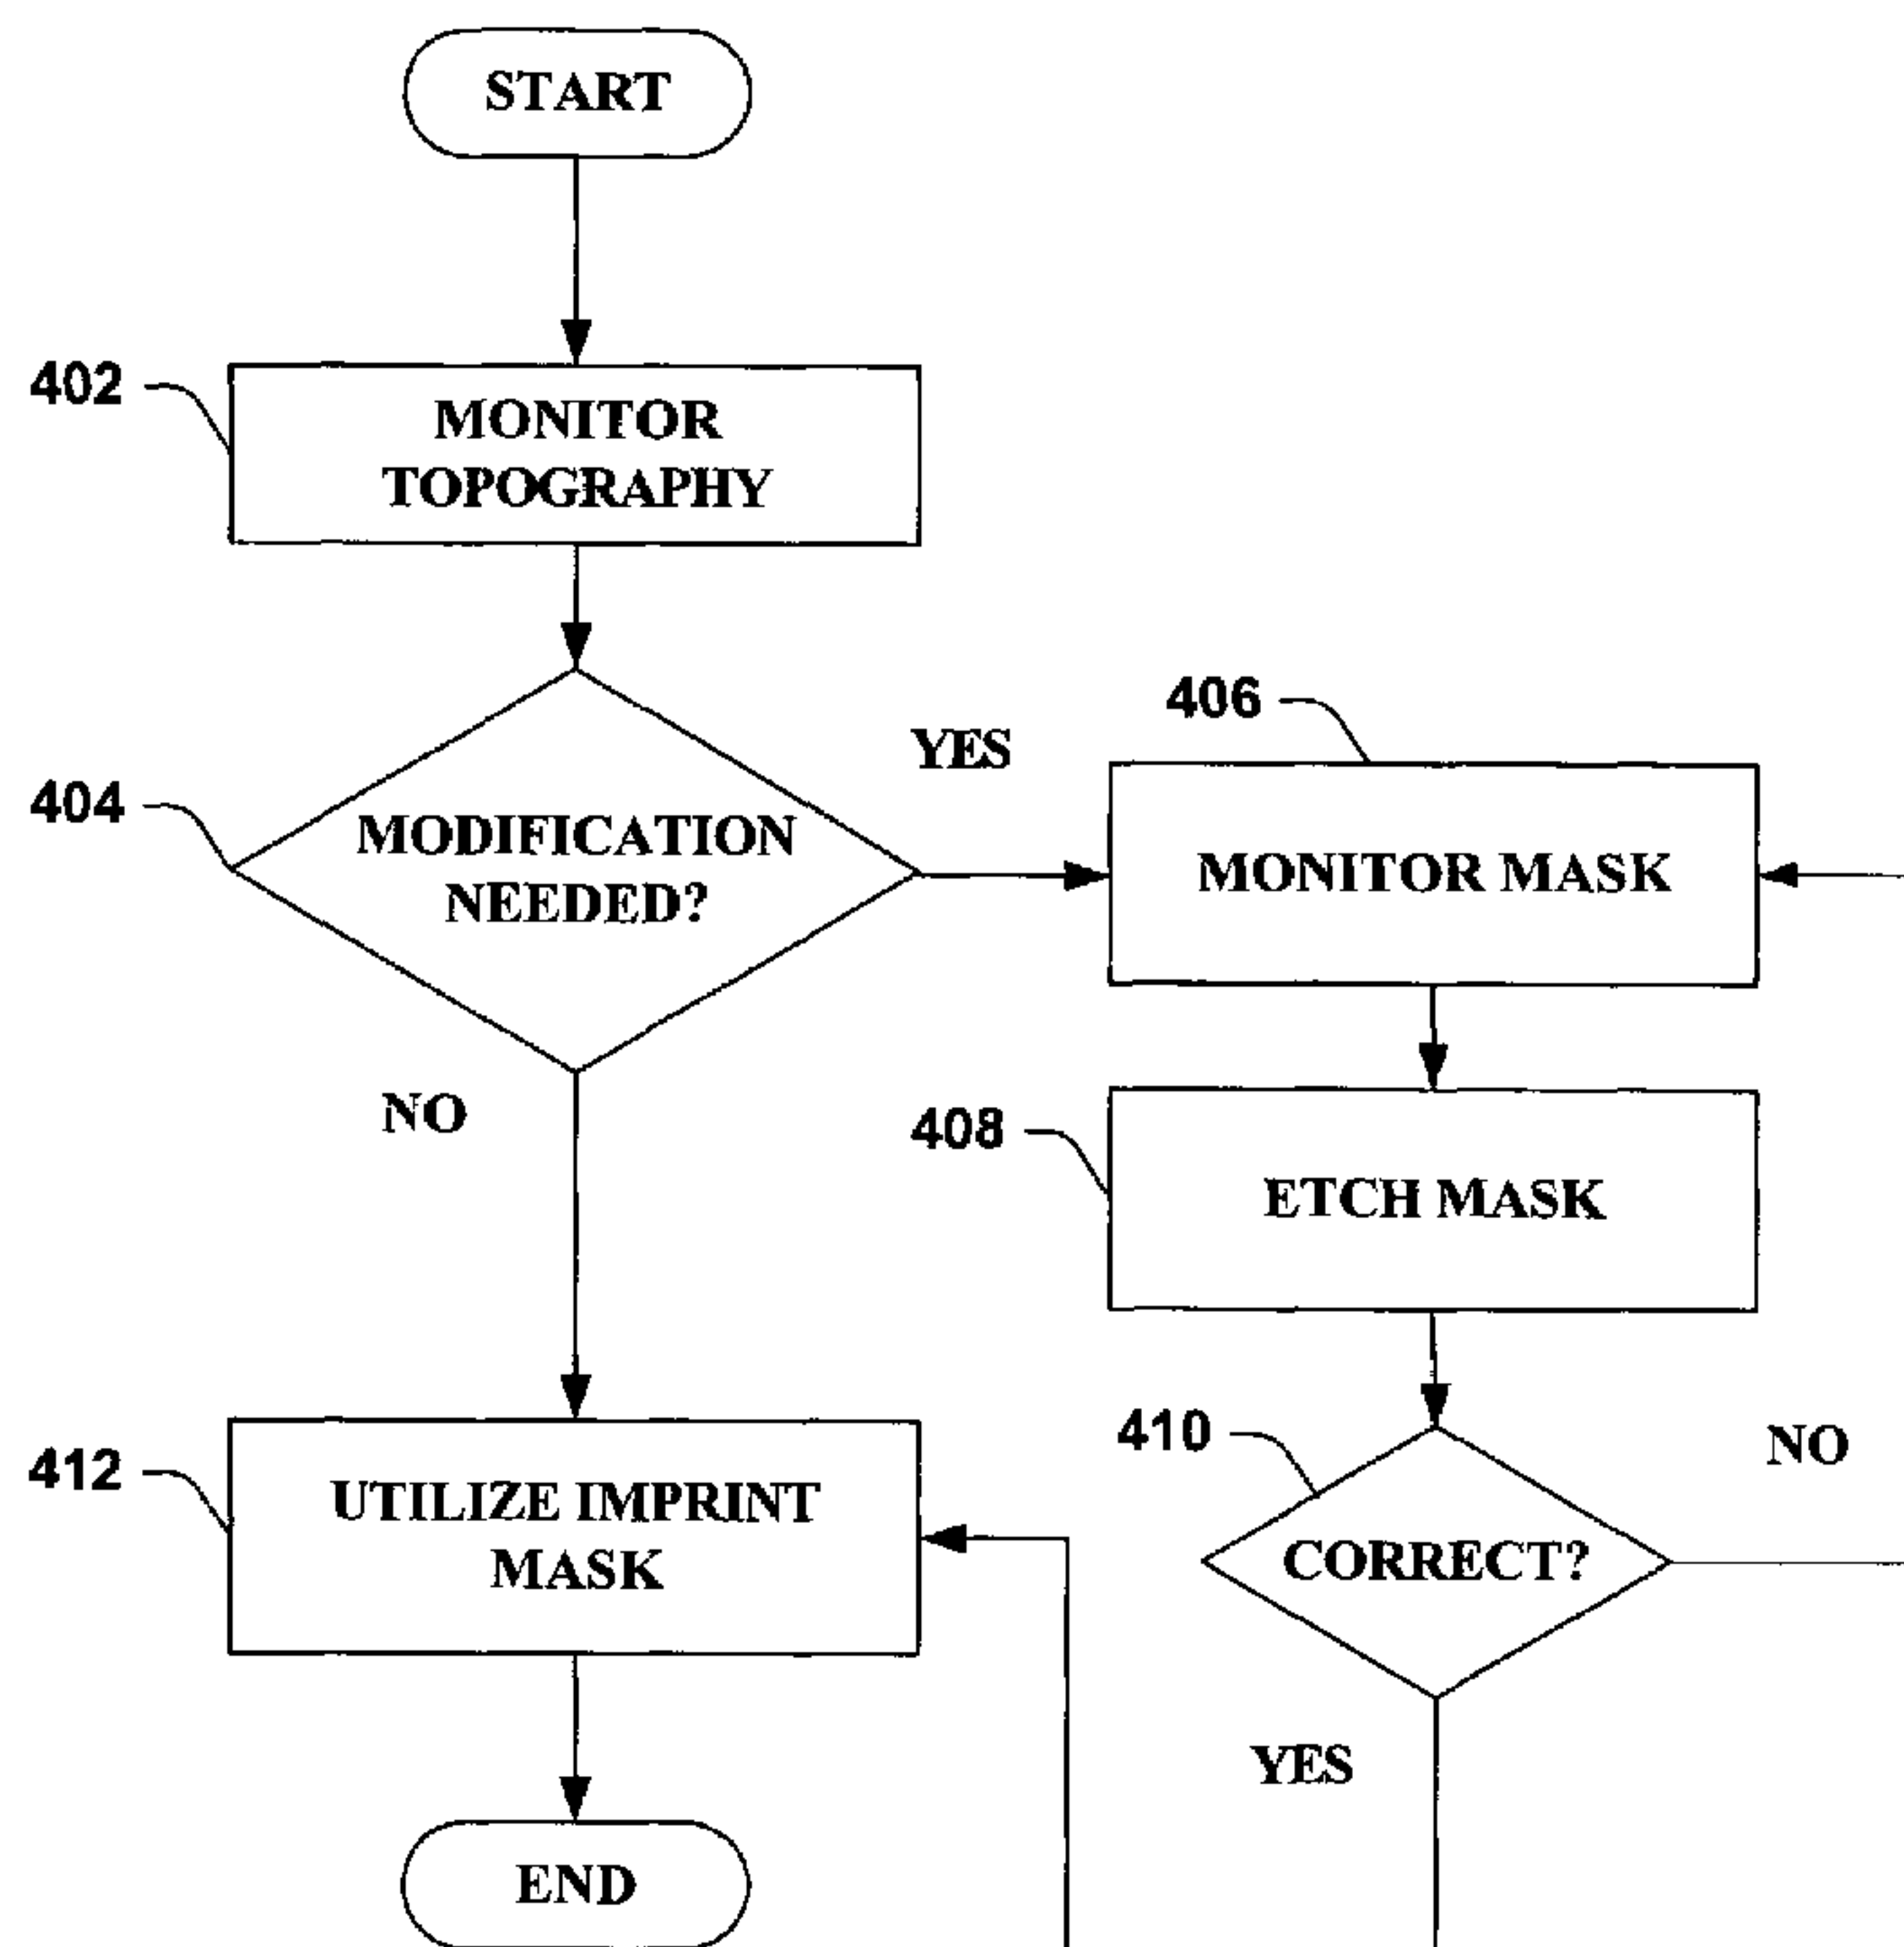 START
402
MONITOR
TOPOGRAPHY
404
MODIFICATION
NEEDED?
YES
406
MONITOR MASK
NO
408
ETCH MASK
410
CORRECT?
NO
YES
412
UTILIZE IMPRINT
MASK
END